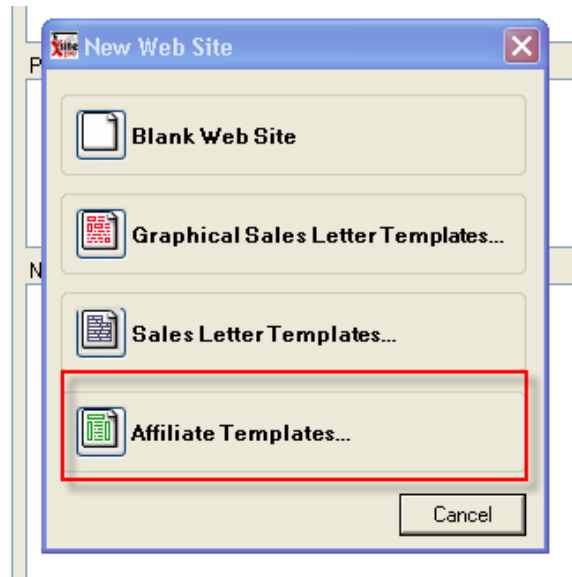 New Web Site
P
Blank Web Site
Graphical Sales Letter Templates...
N
Sales Letter Templates...
Affiliate Templates...
Cancel